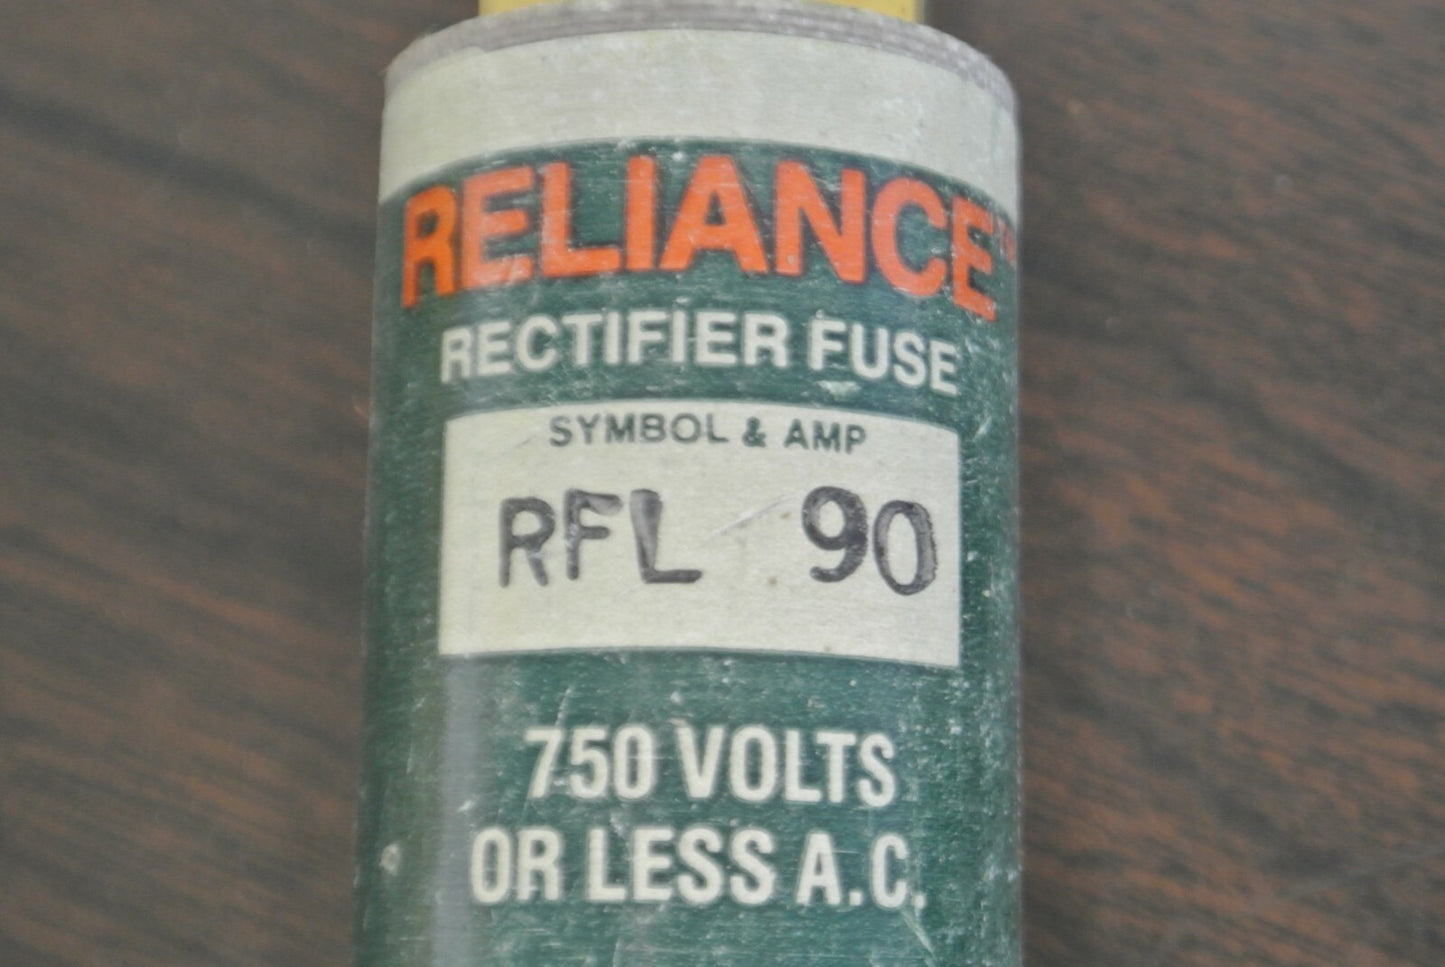 RELIANCE
RECTIFIER FUSE
SYMBOL & AMP
RFL 90
750 VOLTS
OR LESS A.C.